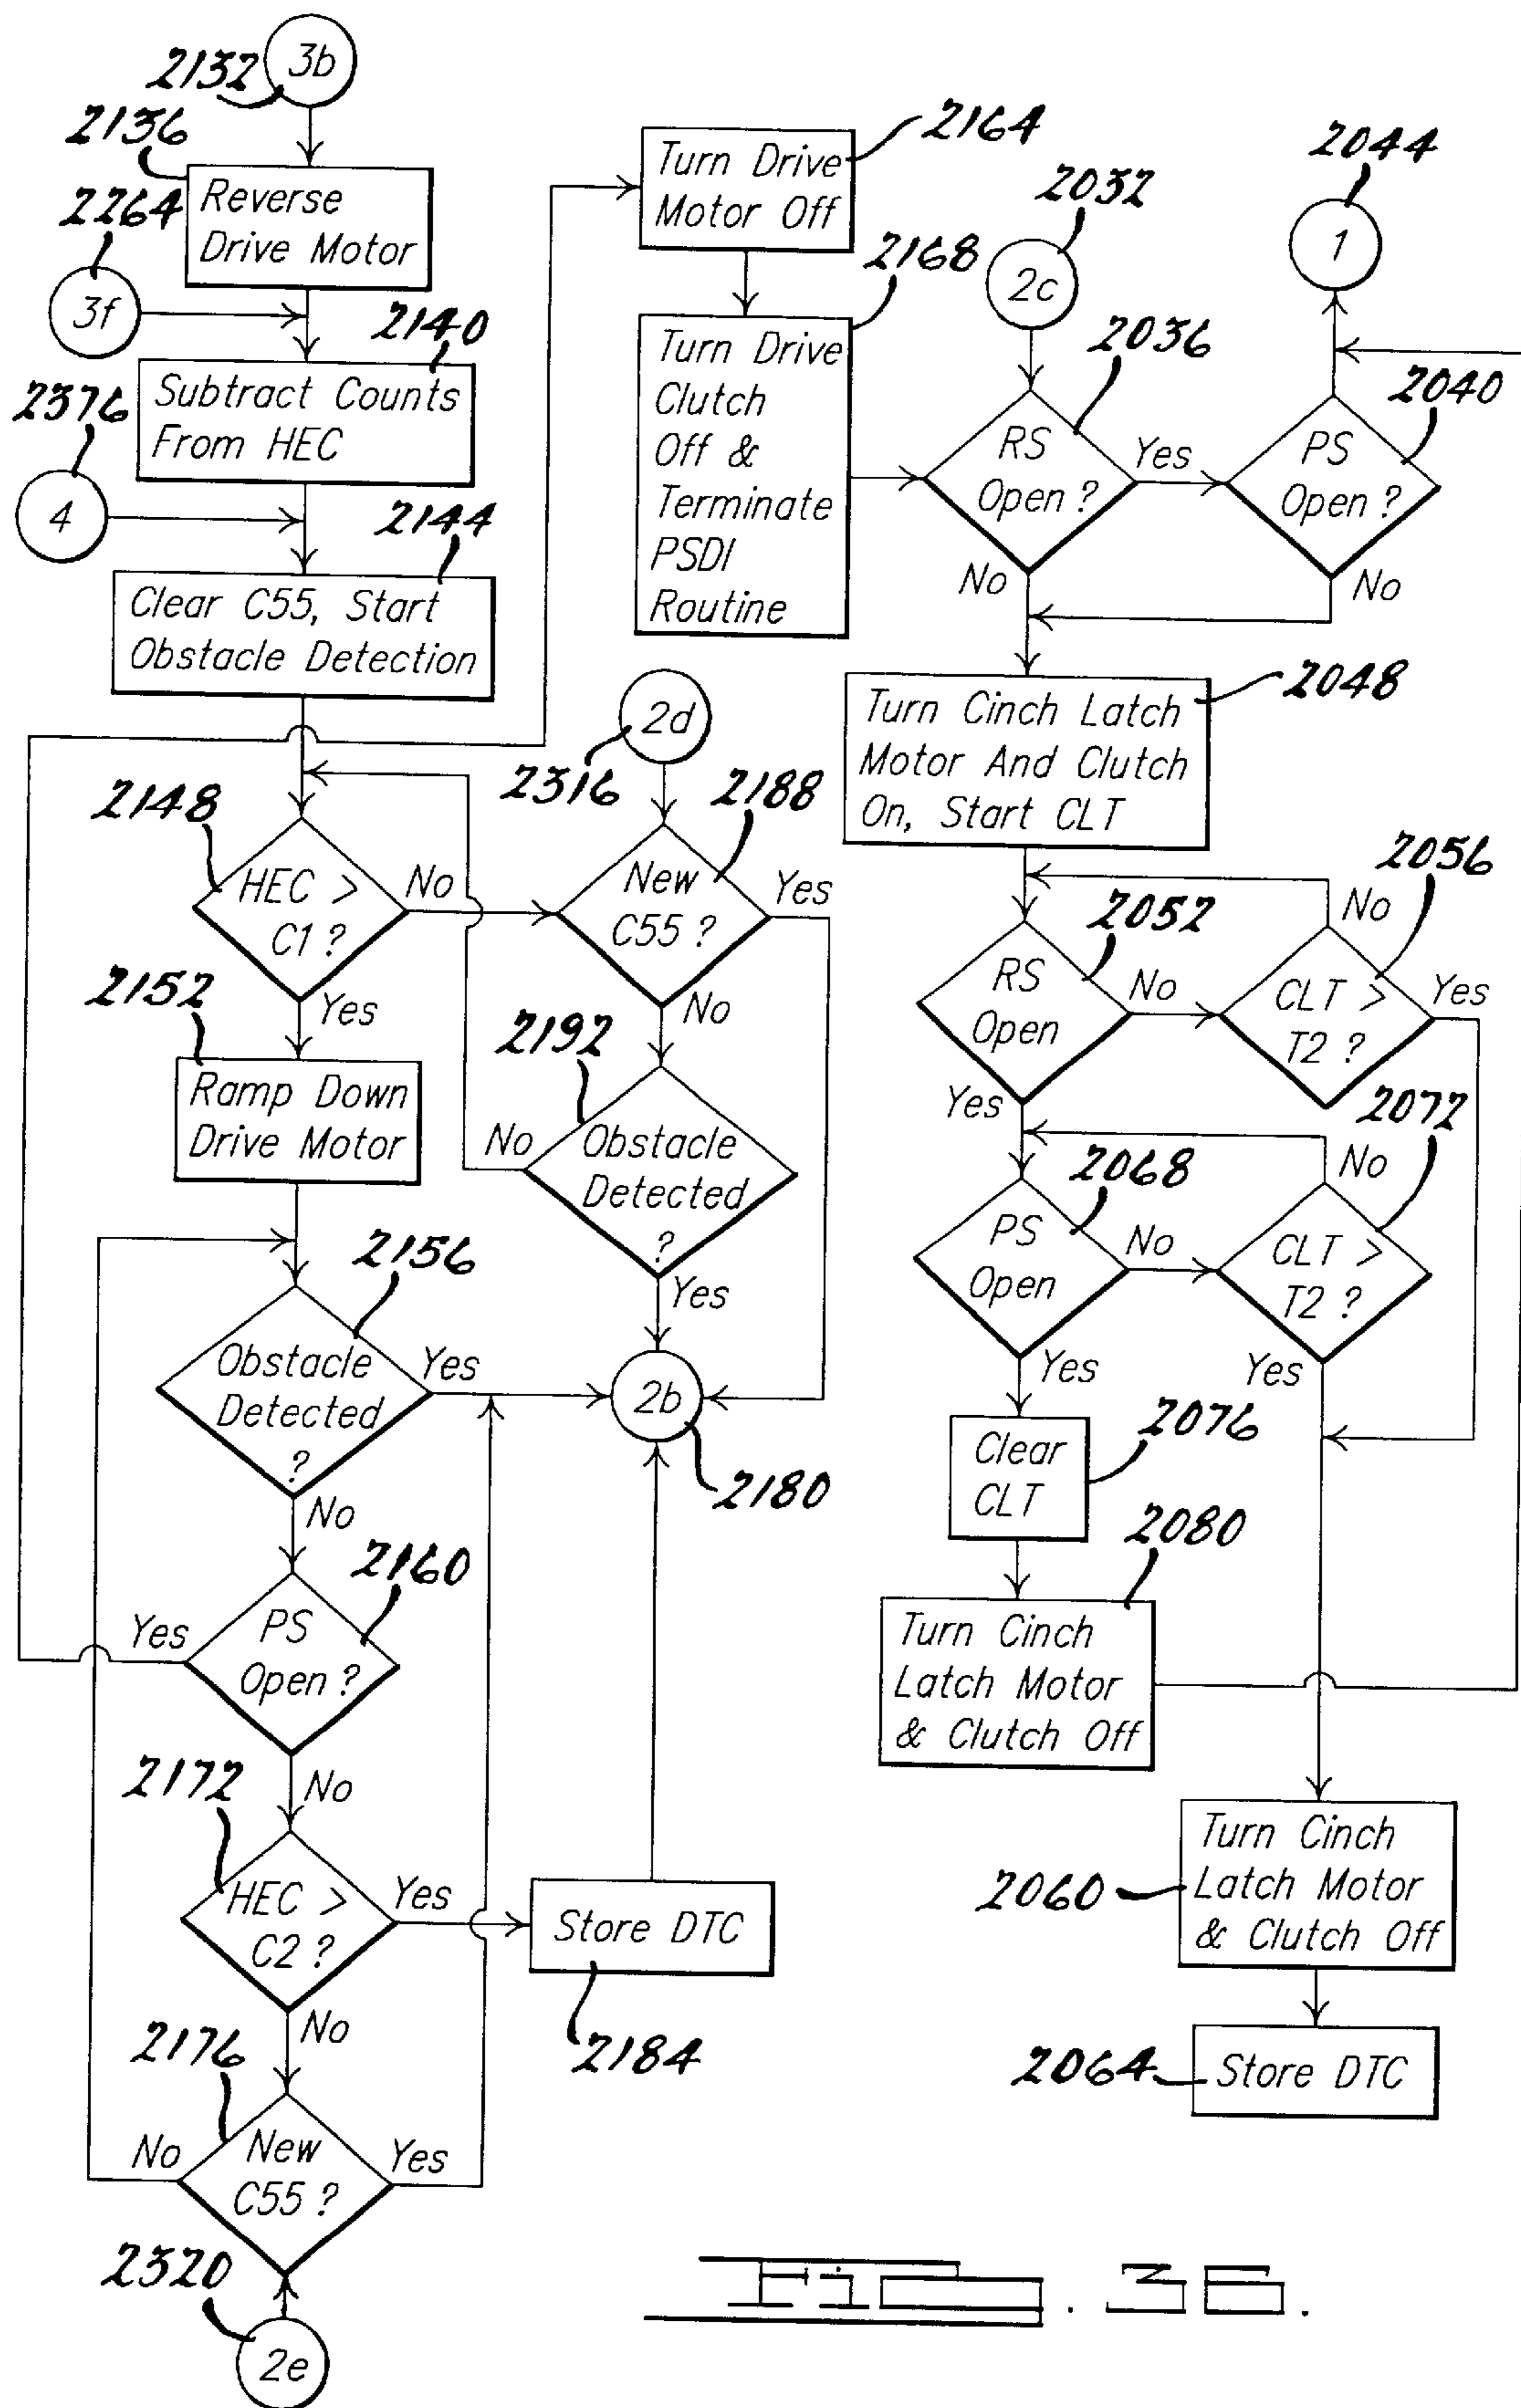 3b
2132
2136
Reverse
Drive Motor
2264
3f
2140
Subtract Counts
From HEC
2376
4
2144
Clear C55, Start
Obstacle Detection
2148
HEC >
C1 ?
No
Yes
2152
Ramp Down
Drive Motor
2156
Obstacle
Detected
?
Yes
No
2160
PS
Open ?
Yes
No
2172
HEC >
C2 ?
Yes
No
2176
New
C55 ?
No
Yes
2320
2e
2164
Turn Drive
Motor Off
2168
Turn Drive
Clutch
Off &
Terminate
PSDI
Routine
2d
2316
2188
New
C55 ?
Yes
No
2192
Obstacle
Detected
?
No
Yes
2b
2180
Store DTC
2184
2032
2c
2036
RS
Open ?
Yes
No
2044
1
2040
PS
Open ?
No
2048
Turn Cinch Latch
Motor And Clutch
On, Start CLT
2052
RS
Open
No
Yes
2056
CLT >
T2 ?
No
Yes
2068
PS
Open
No
Yes
2072
CLT >
T2 ?
No
Yes
2076
Clear
CLT
2080
Turn Cinch
Latch Motor
& Clutch Off
2060
Turn Cinch
Latch Motor
& Clutch Off
2064
Store DTC
FIG. 36.